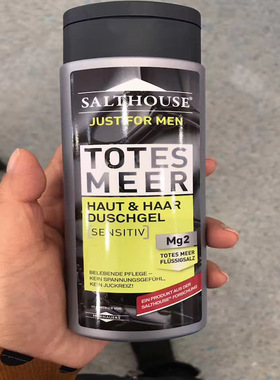 SALTHOUSE®
JUST FOR MEN
TOTES
MEER
HAUT & HAAR
DUSCHGEL
SENSITIV
Mg2
TOTES MEER
FLÜSSIGSALZ
BELEBENDE PFLEGE –
KEIN SPANNUNGSGEFÜHL,
KEIN JUCKREIZ!
EIN PRODUKT AUS DER
SALTHOUSE® FORSCHUNG